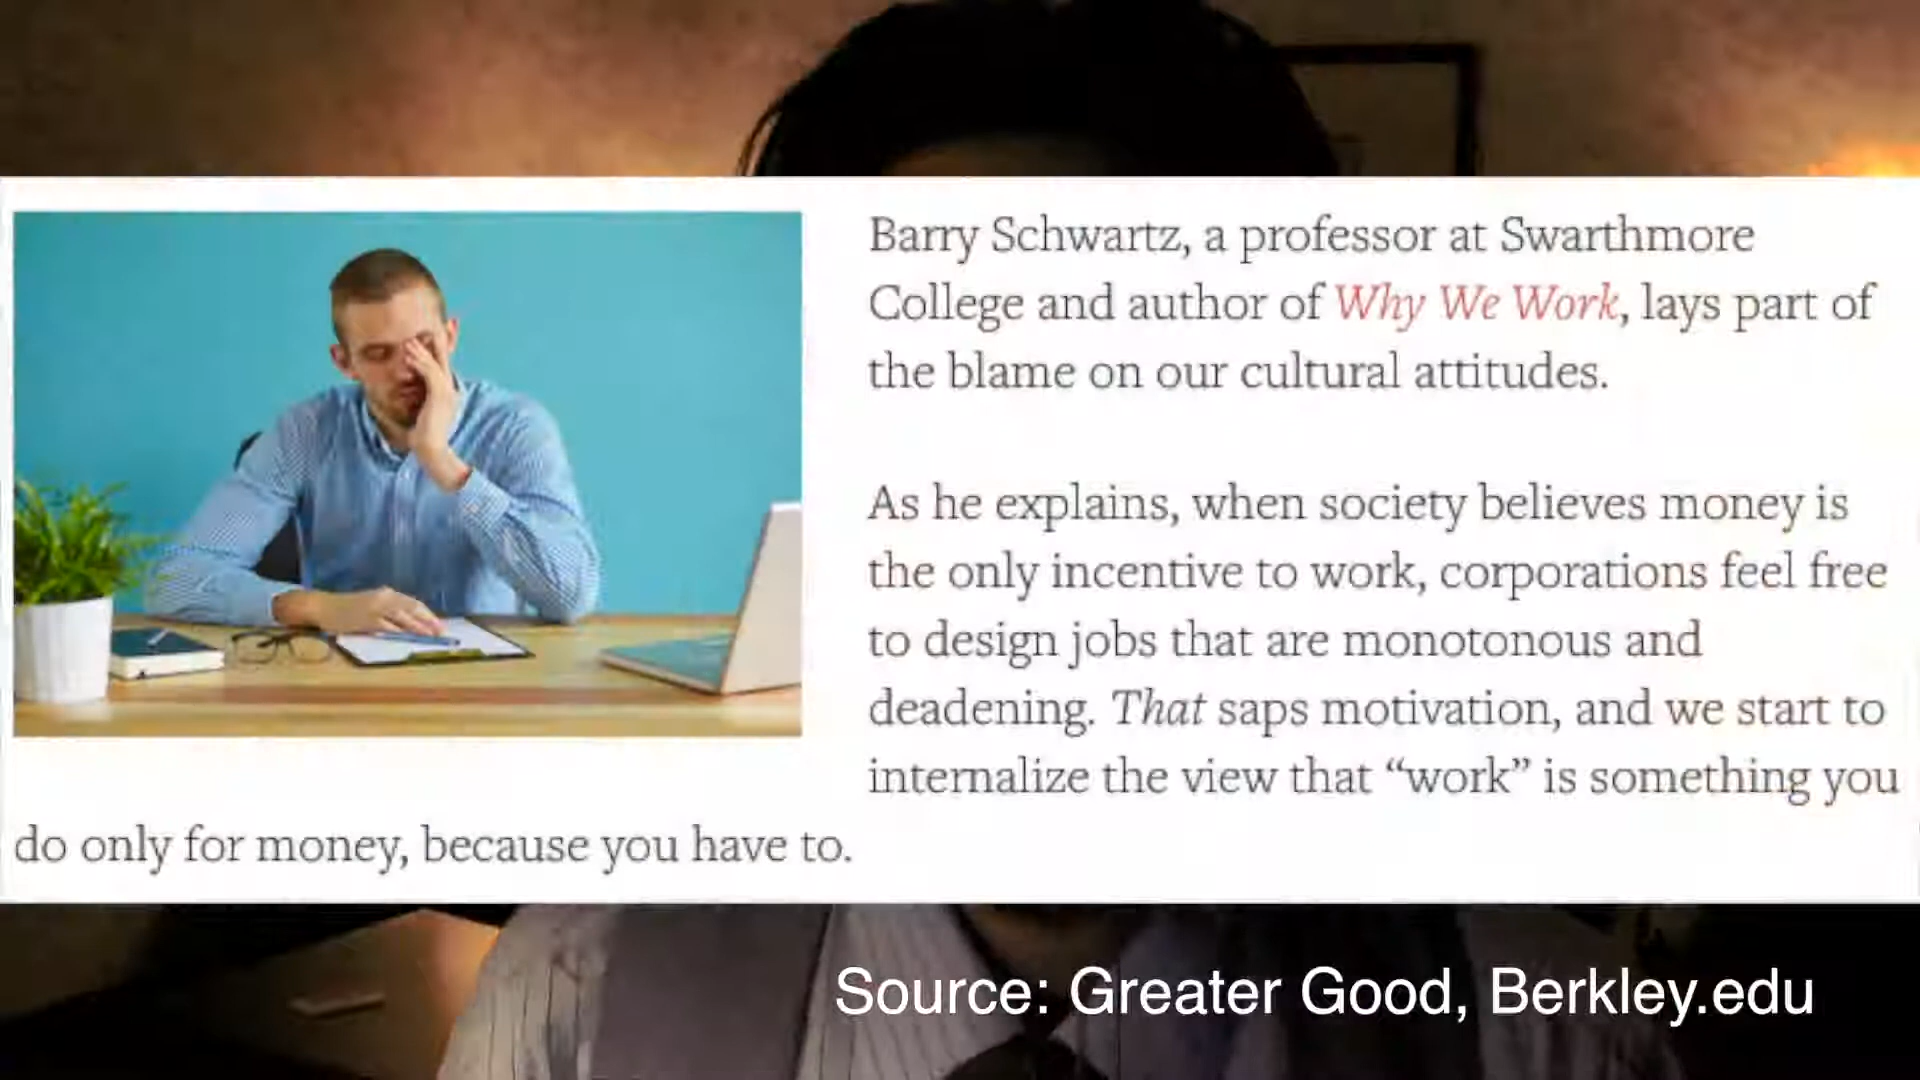 Barry Schwartz, a professor at Swarthmore
College and author of Why We Work, lays part of
the blame on our cultural attitudes.
As he explains, when society believes money is
the only incentive to work, corporations feel free
to design jobs that are monotonous and
deadening. That saps motivation, and we start to
internalize the view that “work” is something you
do only for money, because you have to.
Source: Greater Good, Berkley.edu